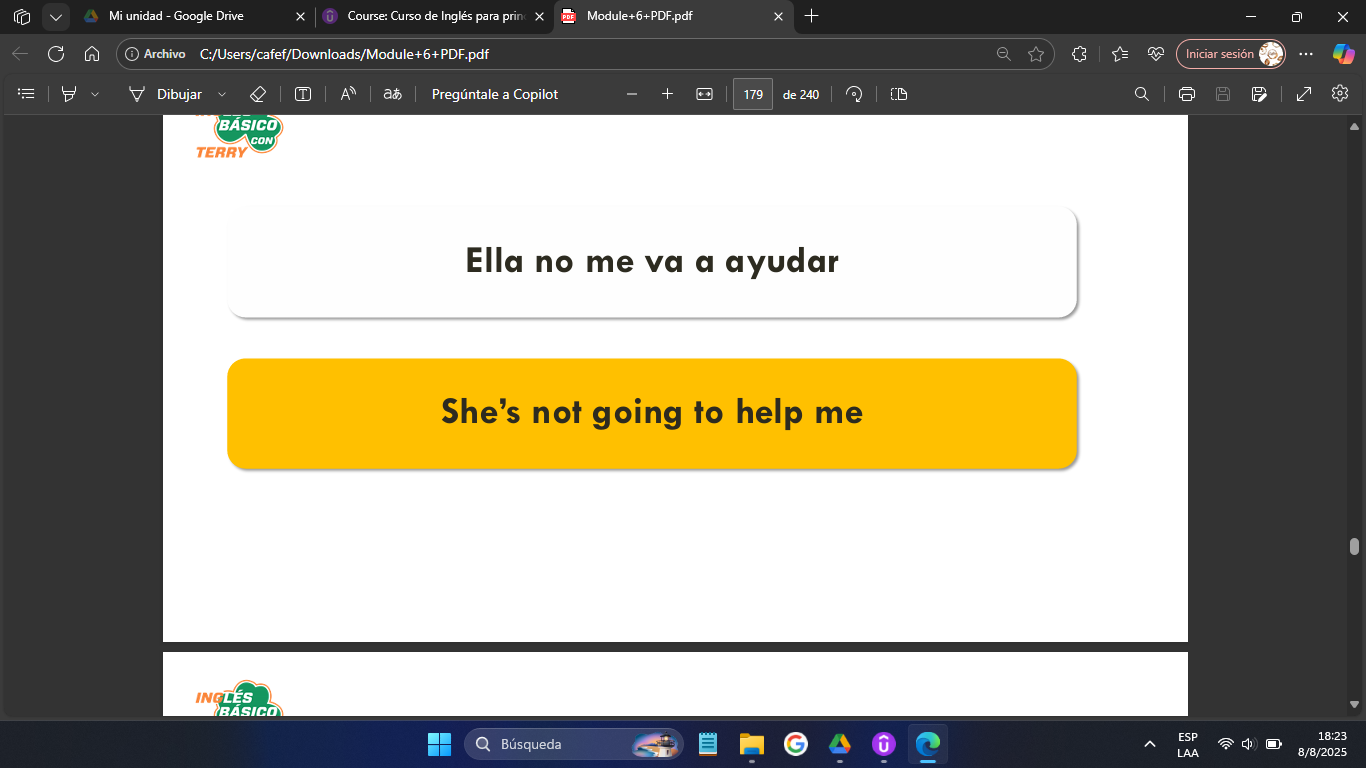 Mi unidad - Google Drive
Course: Curso de Inglés para prin
Module+6+PDF.pdf
Archivo
C:/Users/cafef/Downloads/Module+6+PDF.pdf
Iniciar sesión
Dibujar
aあ
Pregúntale a Copilot
179
de 240
BÁSICO
CON
TERRY
Ella no me va a ayudar
She's not going to help me
INGLÉS
BÁSICO
Búsqueda
ESP
LAA
18:23
8/8/2025